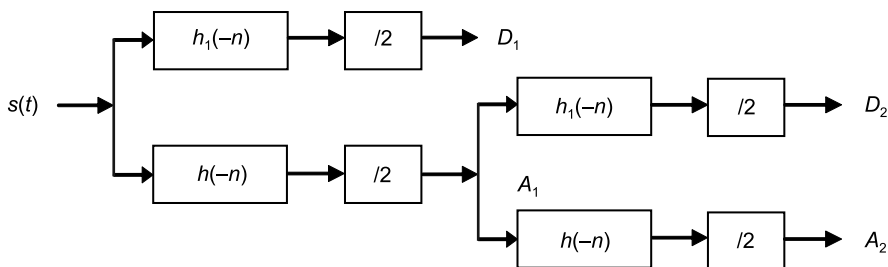 h₁(–n) /2 D₁
s(t)
h₁(–n) /2 D₂
h(–n) /2
A₁
h(–n) /2 A₂